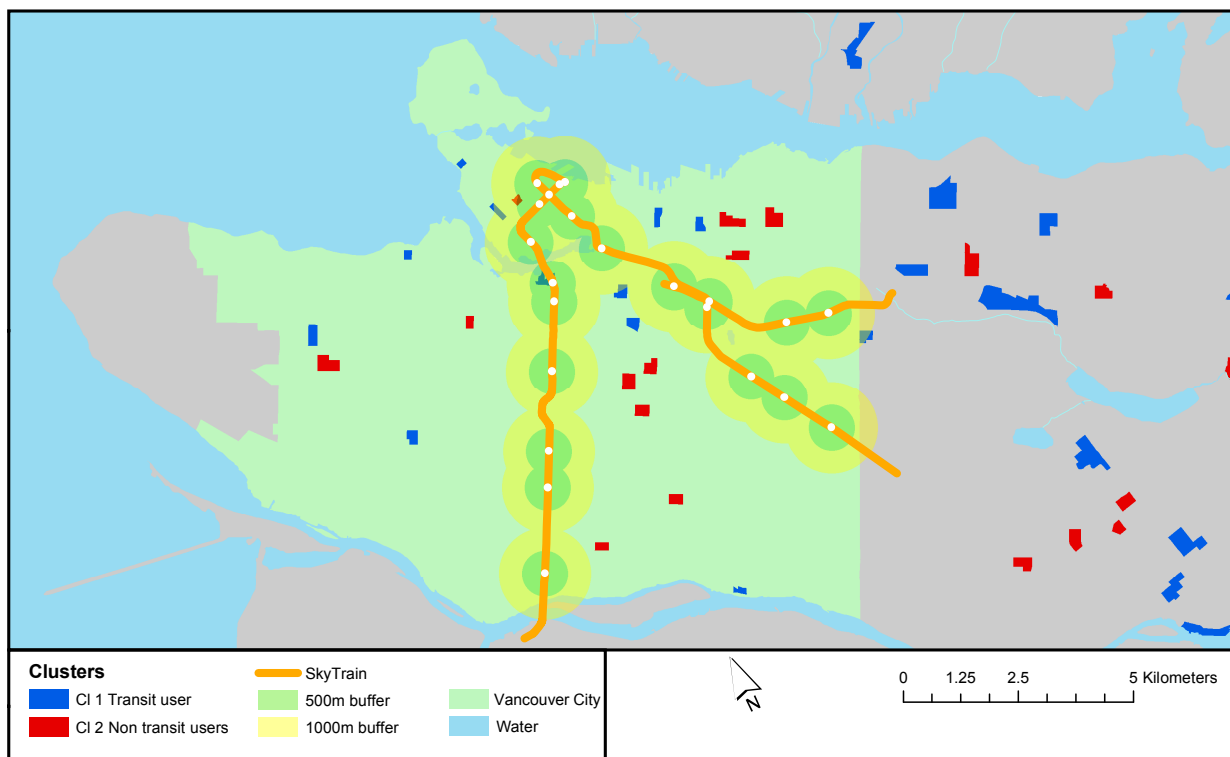 Clusters
Cl 1 Transit user
Cl 2 Non transit users
SkyTrain
500m buffer
1000m buffer
Vancouver City
Water
N
0 1.25 2.5 5 Kilometers